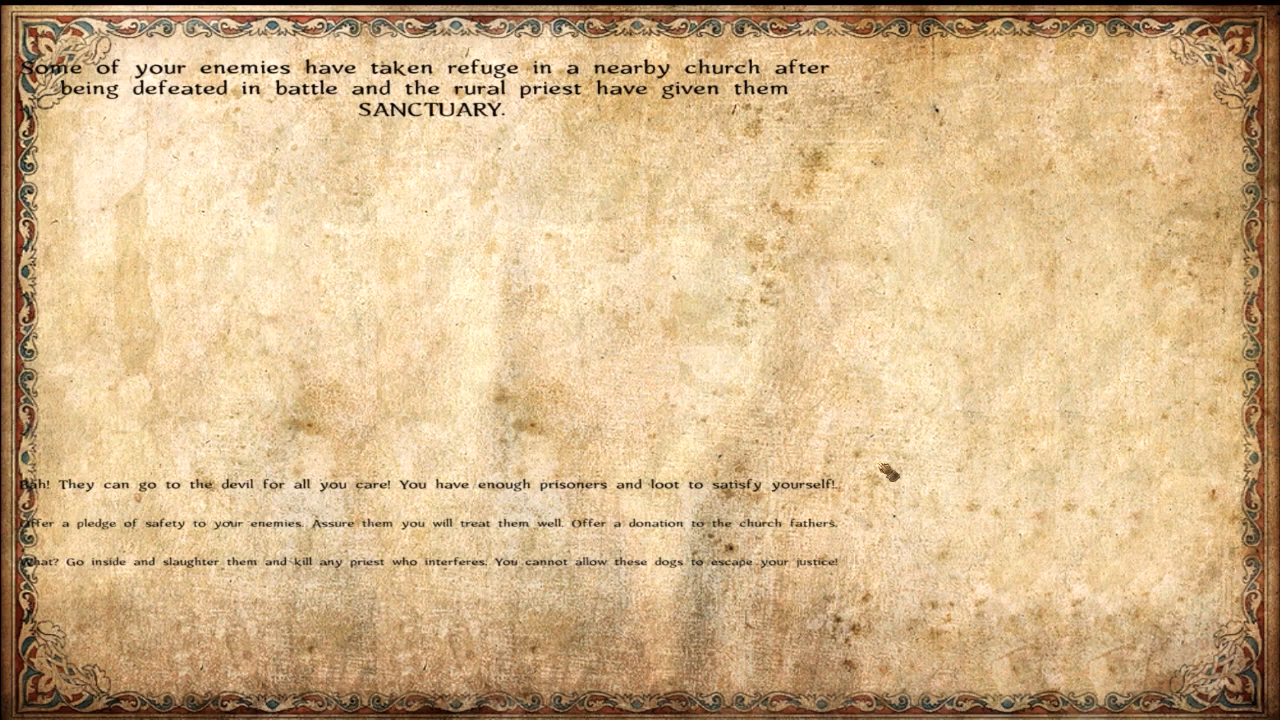 Some of your enemies have taken refuge in a nearby church after
being defeated in battle and the rural priest have given them
SANCTUARY.
Bah! They can go to the devil for all you care! You have enough prisoners and loot to satisfy yourself!.
Offer a pledge of safety to your enemies. Assure them you will treat them well. Offer a donation to the church fathers.
What? Go inside and slaughter them and kill any priest who interferes. You cannot allow these dogs to escape your justice!